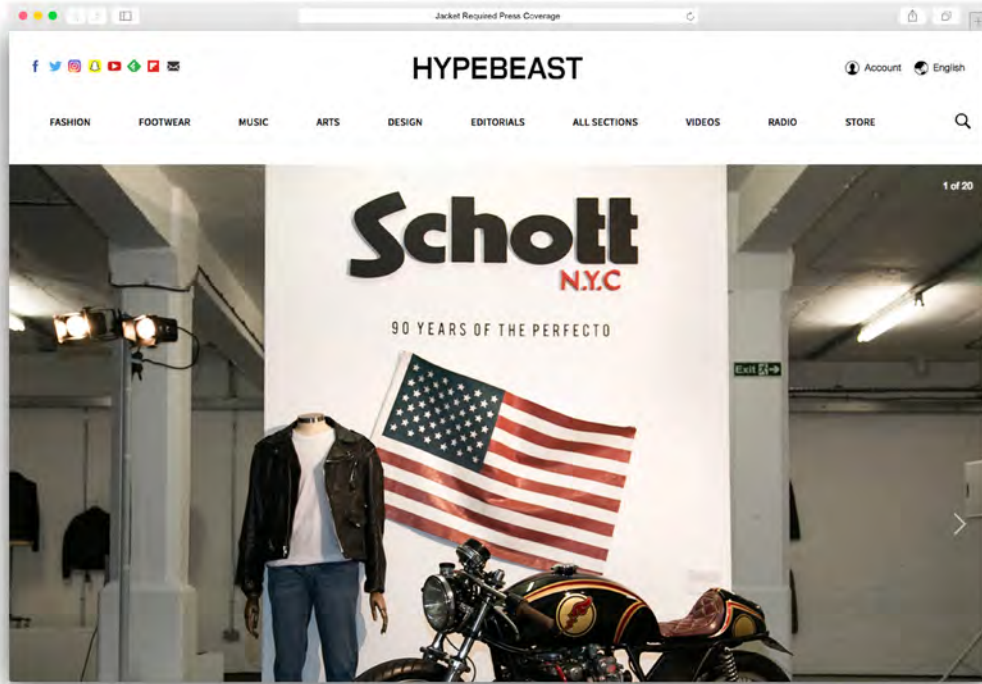 Jacket Required Press Coverage
HYPEBEAST
Account
English
FASHION FOOTWEAR MUSIC ARTS DESIGN EDITORIALS ALL SECTIONS VIDEOS RADIO STORE
1 of 20
Schott
N.Y.C
90 YEARS OF THE PERFECTO
Exit